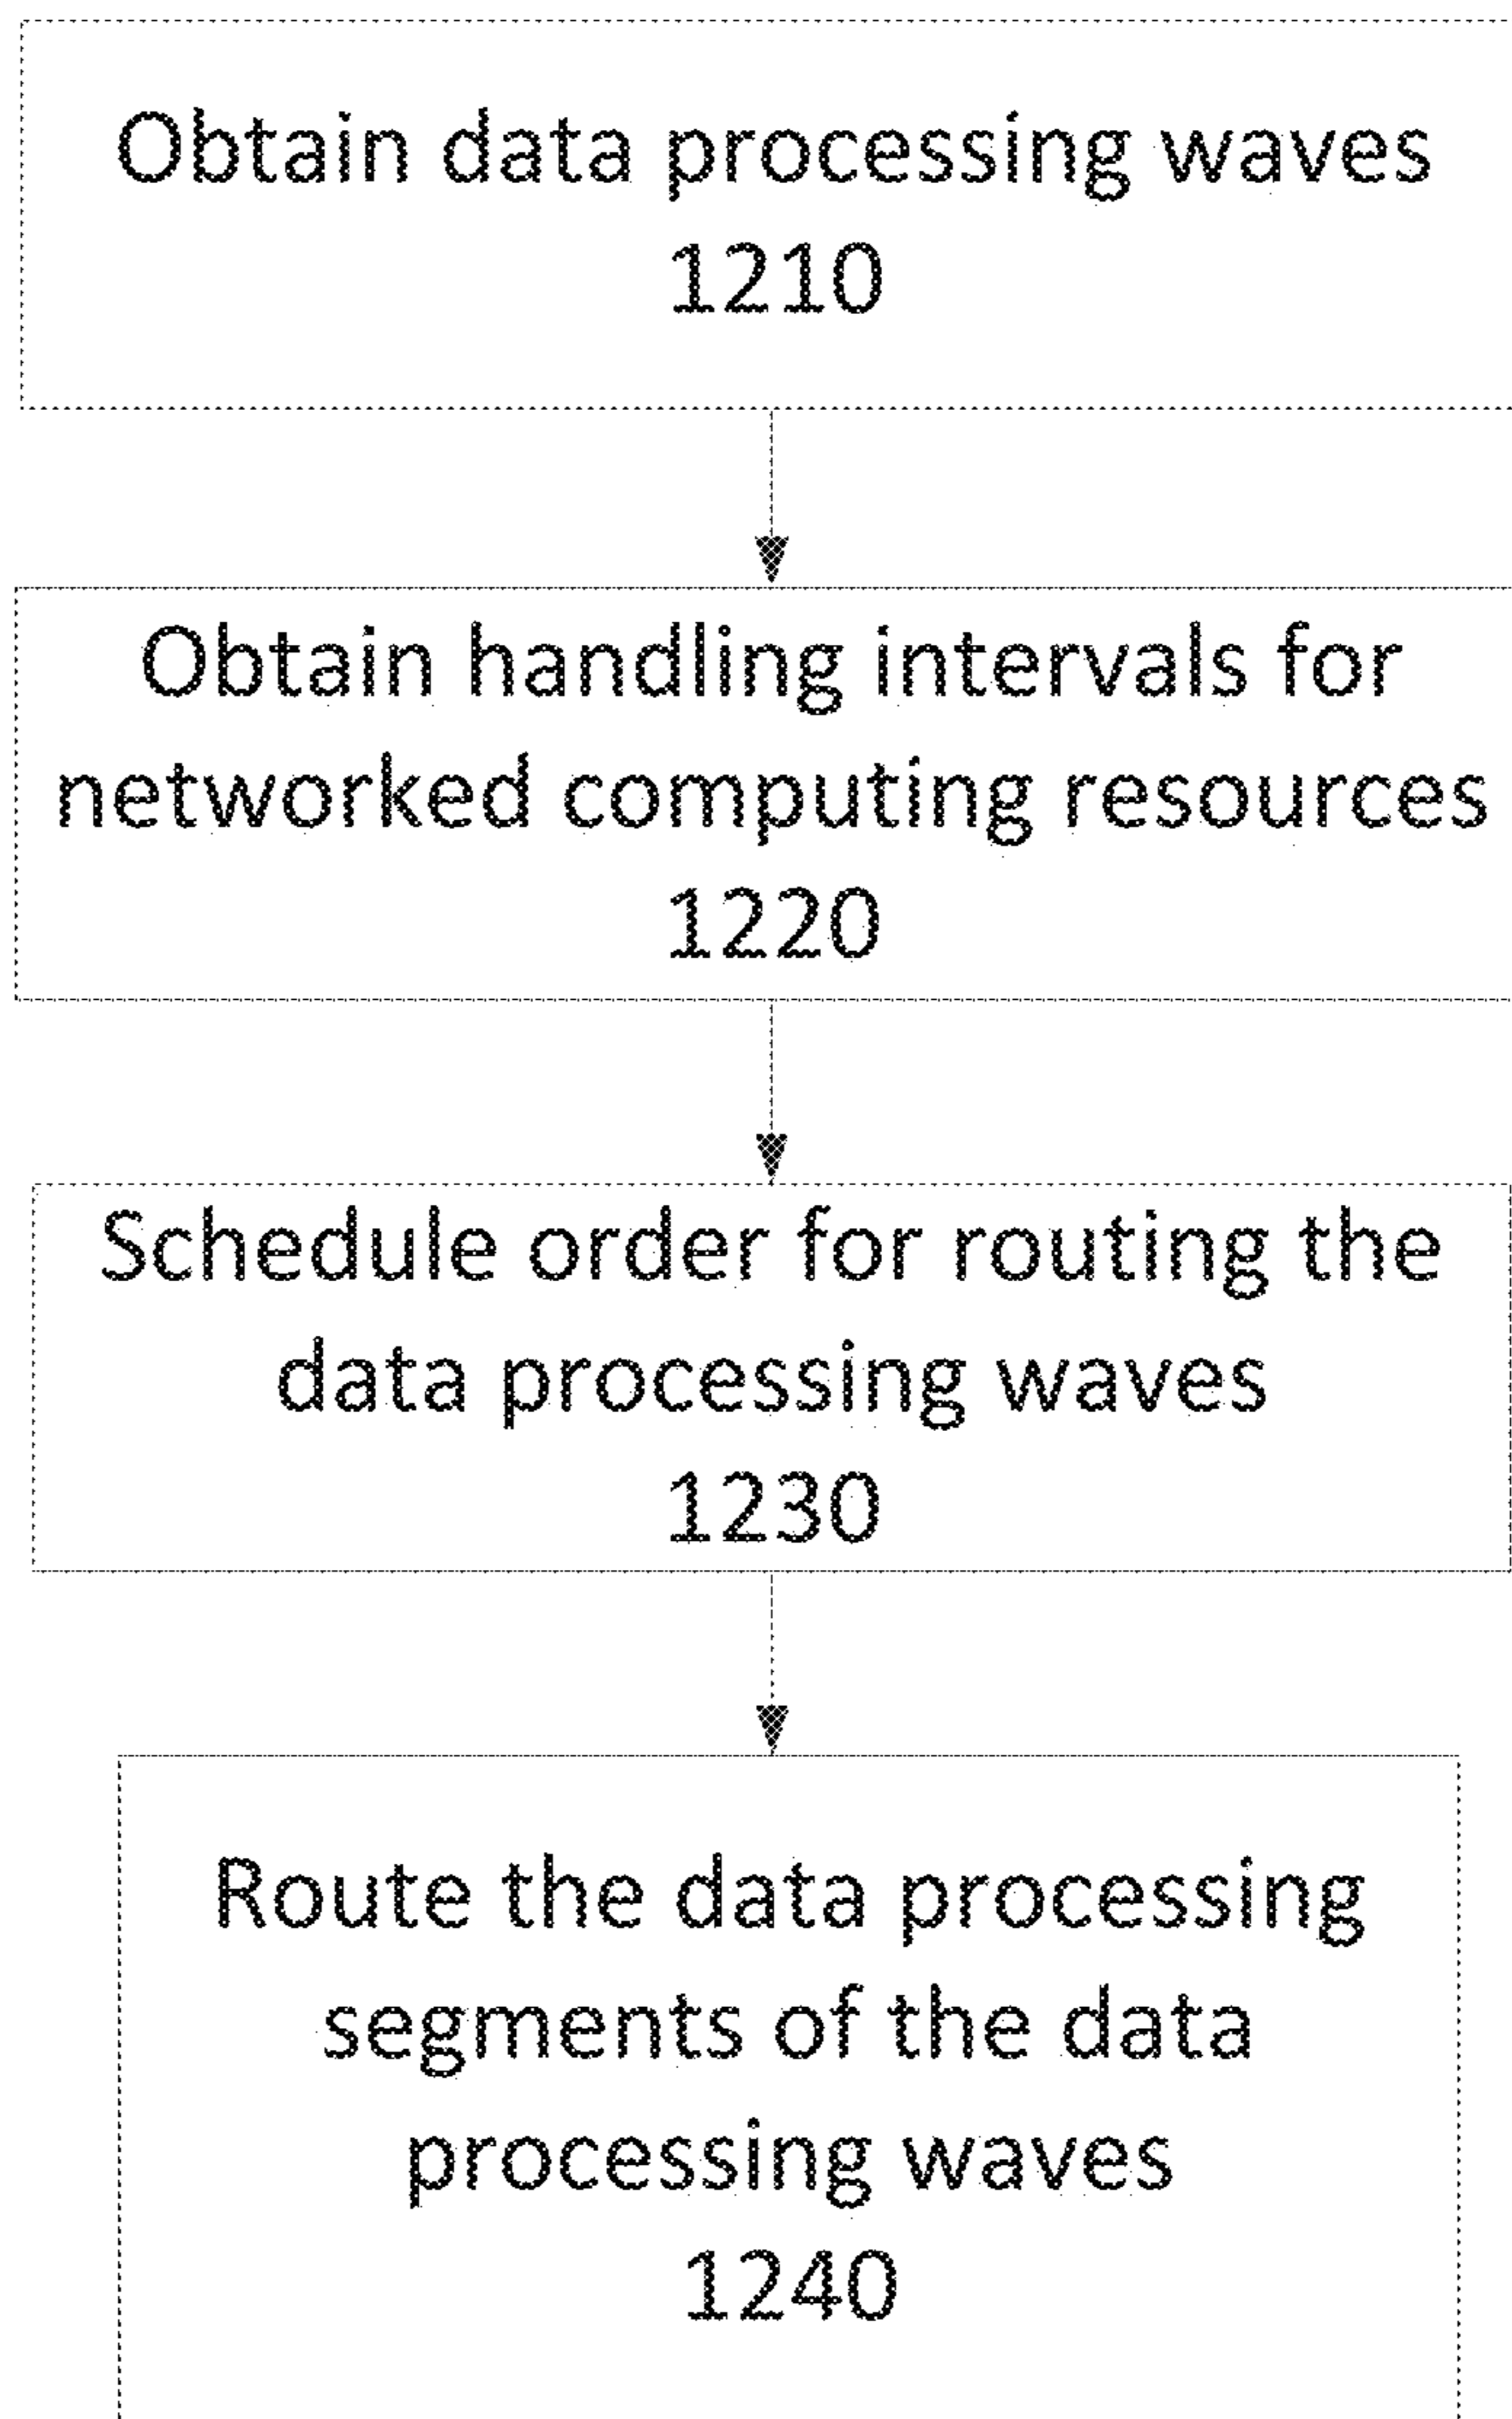 Obtain data processing waves
1210
Obtain handling intervals for
networked computing resources
1220
Schedule order for routing the
data processing waves
1230
Route the data processing
segments of the data
processing waves
1240